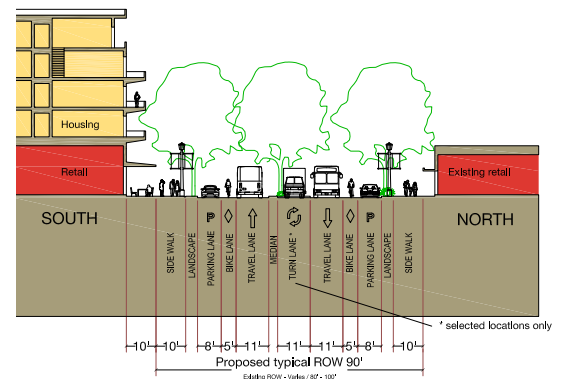 Housing
Retail
Existing retail
SOUTH
NORTH
SIDE WALK
LANDSCAPE
P
PARKING LANE
BIKE LANE
TRAVEL LANE
MEDIAN
TURN LANE *
TRAVEL LANE
BIKE LANE
P
PARKING LANE
LANDSCAPE
SIDE WALK
* selected locations only
10' 10' 8' 5' 11' 11' 11' 5' 8' 10'
Proposed typical ROW 90'
Existing ROW - Varies / 80' - 100'